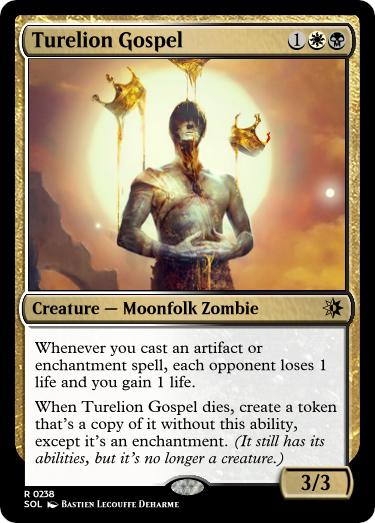 Turelion Gospel 1
Creature — Moonfolk Zombie
Whenever you cast an artifact or
enchantment spell, each opponent loses 1
life and you gain 1 life.
When Turelion Gospel dies, create a token
that's a copy of it without this ability,
except it's an enchantment. (It still has its
abilities, but it's no longer a creature.)
3/3
R 0238
SOL Bastien Lecouffe Deharme